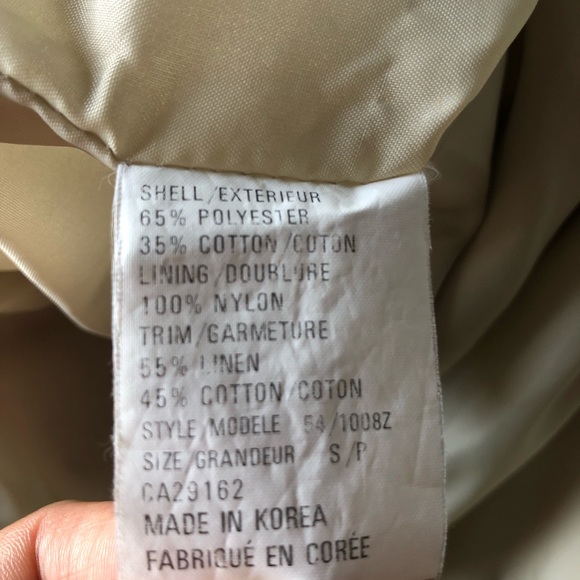 SHELL/EXTERIEUR
65% POLYESTER
35% COTTON/COTON
LINING/DOUBLURE
100% NYLON
TRIM/GARMETURE
55% LINEN
45% COTTON/COTON
STYLE/MODELE 54/1008Z
SIZE/GRANDEUR S/P
CA29162
MADE IN KOREA
FABRIQUÉ EN CORÉE